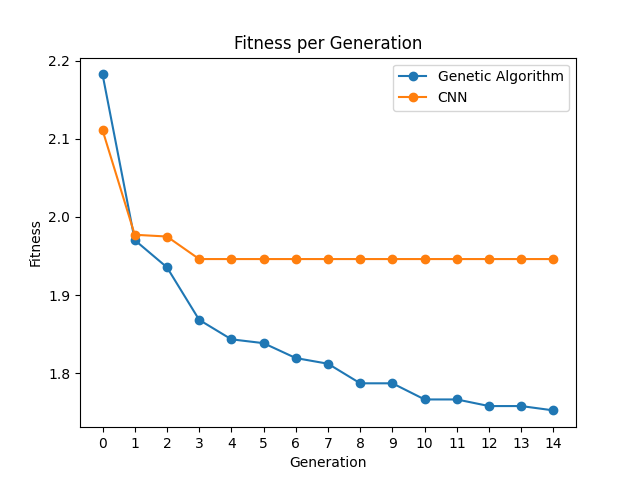 Fitness per Generation
Genetic Algorithm
CNN
Fitness
2.2
2.1
2.0
1.9
1.8
0 1 2 3 4 5 6 7 8 9 10 11 12 13 14
Generation